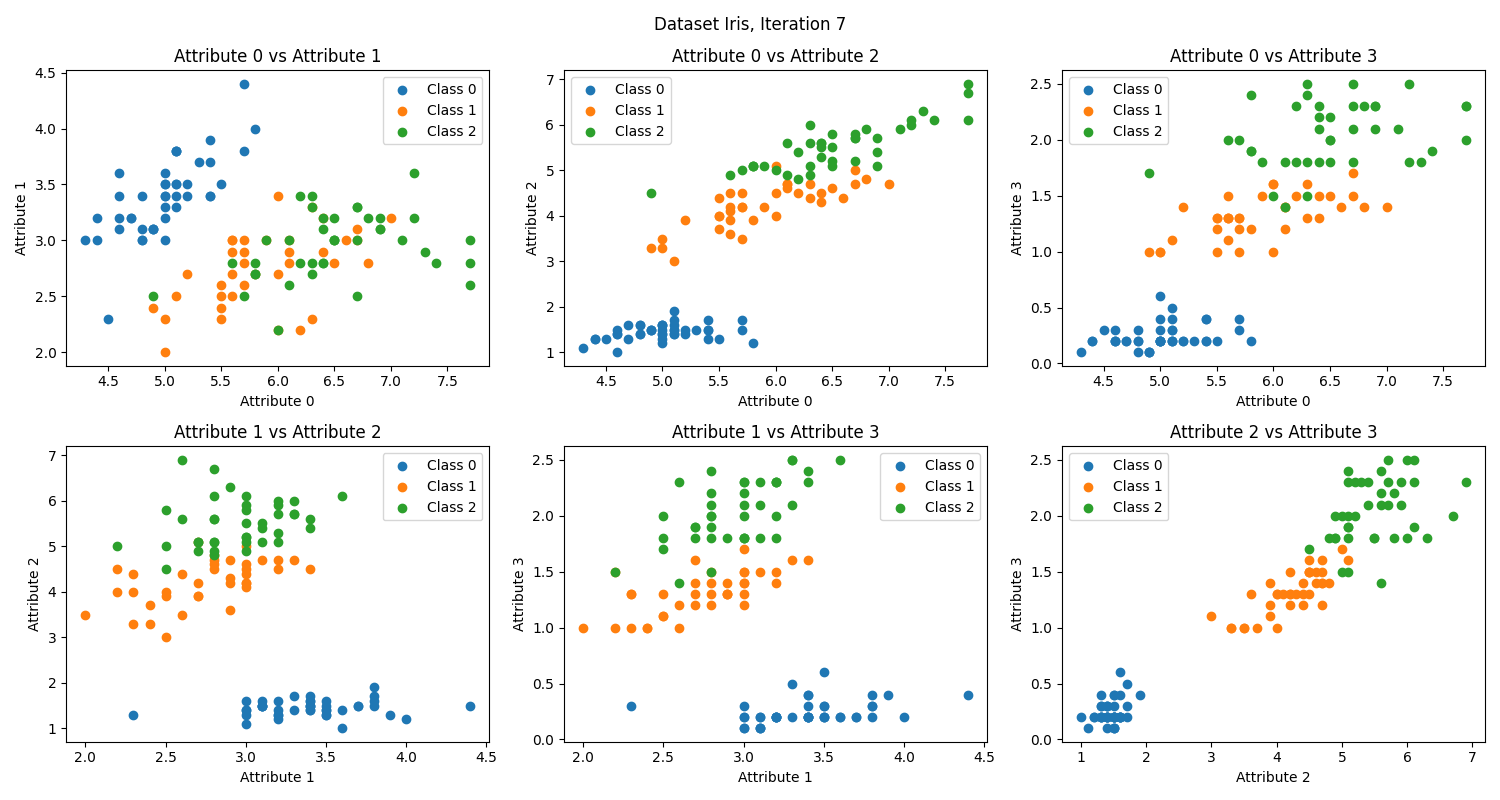 Dataset Iris, Iteration 7
Attribute 0 vs Attribute 1
Class 0
Class 1
Class 2
4.5
4.0
3.5
3.0
2.5
2.0
Attribute 1
4.5 5.0 5.5 6.0 6.5 7.0 7.5
Attribute 0
Attribute 0 vs Attribute 2
Class 0
Class 1
Class 2
7
6
5
4
3
2
1
Attribute 2
4.5 5.0 5.5 6.0 6.5 7.0 7.5
Attribute 0
Attribute 0 vs Attribute 3
Class 0
Class 1
Class 2
2.5
2.0
1.5
1.0
0.5
0.0
Attribute 3
4.5 5.0 5.5 6.0 6.5 7.0 7.5
Attribute 0
Attribute 1 vs Attribute 2
Class 0
Class 1
Class 2
7
6
5
4
3
2
1
Attribute 2
2.0 2.5 3.0 3.5 4.0 4.5
Attribute 1
Attribute 1 vs Attribute 3
Class 0
Class 1
Class 2
2.5
2.0
1.5
1.0
0.5
0.0
Attribute 3
2.0 2.5 3.0 3.5 4.0 4.5
Attribute 1
Attribute 2 vs Attribute 3
Class 0
Class 1
Class 2
2.5
2.0
1.5
1.0
0.5
0.0
Attribute 3
1 2 3 4 5 6 7
Attribute 2